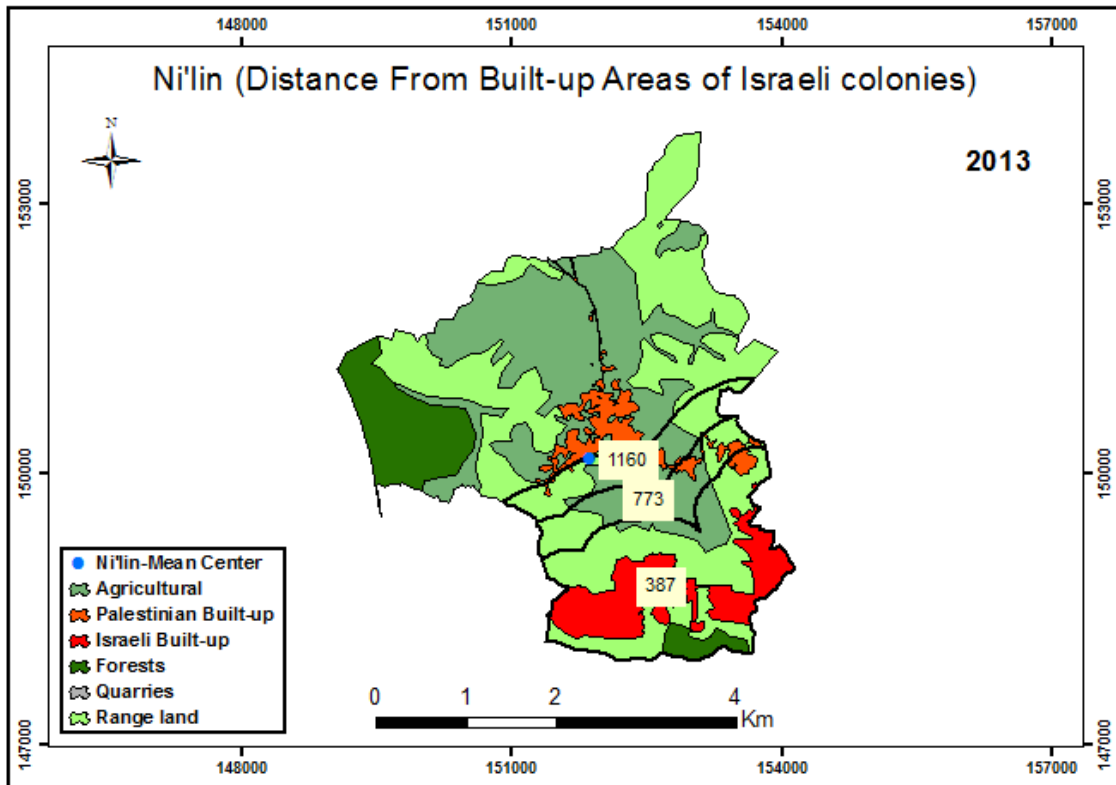 148000 151000 154000 157000
Ni'lin (Distance From Built-up Areas of Israeli colonies)
N
2013
153000 153000
150000 150000
1160
773
387
Ni'lin-Mean Center
Agricultural
Palestinian Built-up
Israeli Built-up
Forests
Quarries
Range land
0 1 2 4
Km
147000 147000
148000 151000 154000 157000